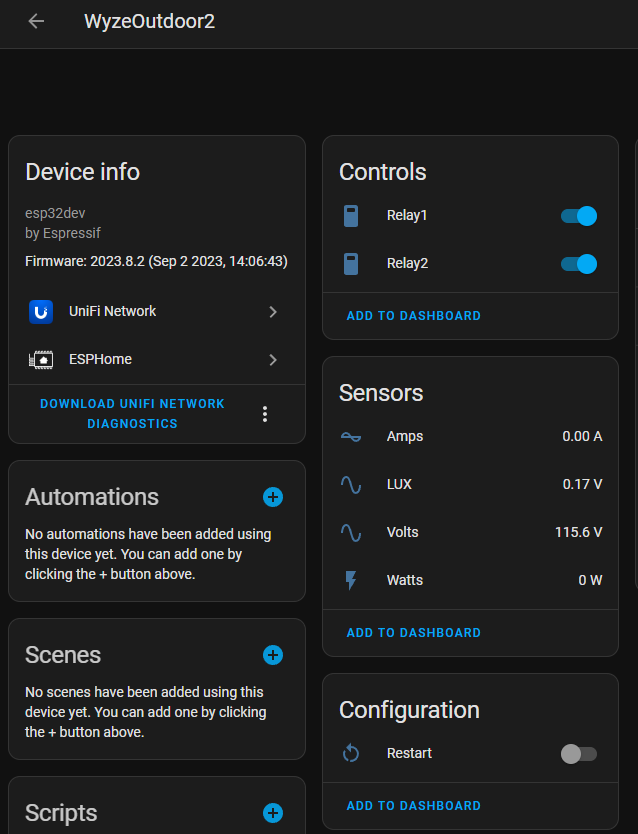 WyzeOutdoor2
Device info
esp32dev
by Espressif
Firmware: 2023.8.2 (Sep 2 2023, 14:06:43)
UniFi Network
ESPHome
DOWNLOAD UNIFI NETWORK
DIAGNOSTICS
Automations
No automations have been added using
this device yet. You can add one by
clicking the + button above.
Scenes
No scenes have been added using this
device yet. You can add one by clicking
the + button above.
Scripts
Controls
Relay1
Relay2
ADD TO DASHBOARD
Sensors
Amps 0.00 A
LUX 0.17 V
Volts 115.6 V
Watts 0 W
ADD TO DASHBOARD
Configuration
Restart
ADD TO DASHBOARD